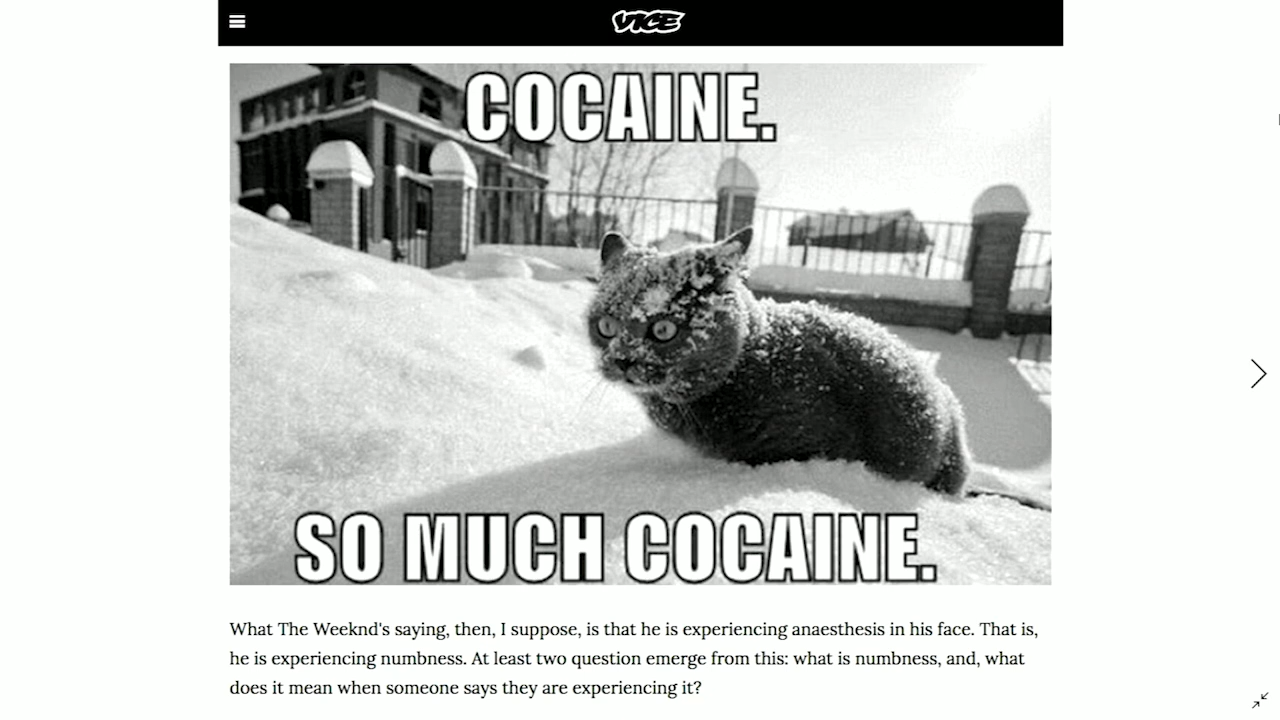 VICE
COCAINE.
SO MUCH COCAINE.
What The Weeknd's saying, then, I suppose, is that he is experiencing anaesthesis in his face. That is,
he is experiencing numbness. At least two question emerge from this: what is numbness, and, what
does it mean when someone says they are experiencing it?